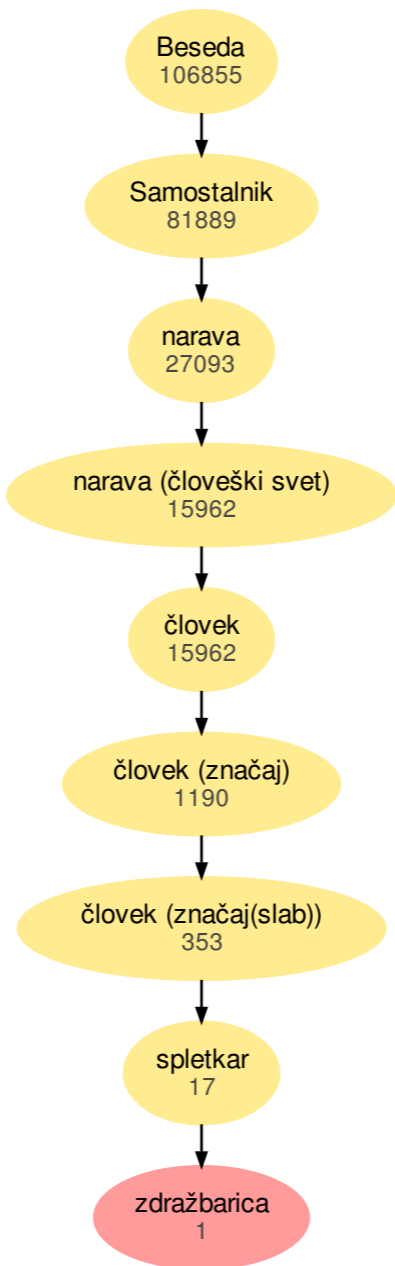 Beseda
106855
Samostalnik
81889
narava
27093
narava (človeški svet)
15962
človek
15962
človek (značaj)
1190
človek (značaj(slab))
353
spletkar
17
zdražbarica
1